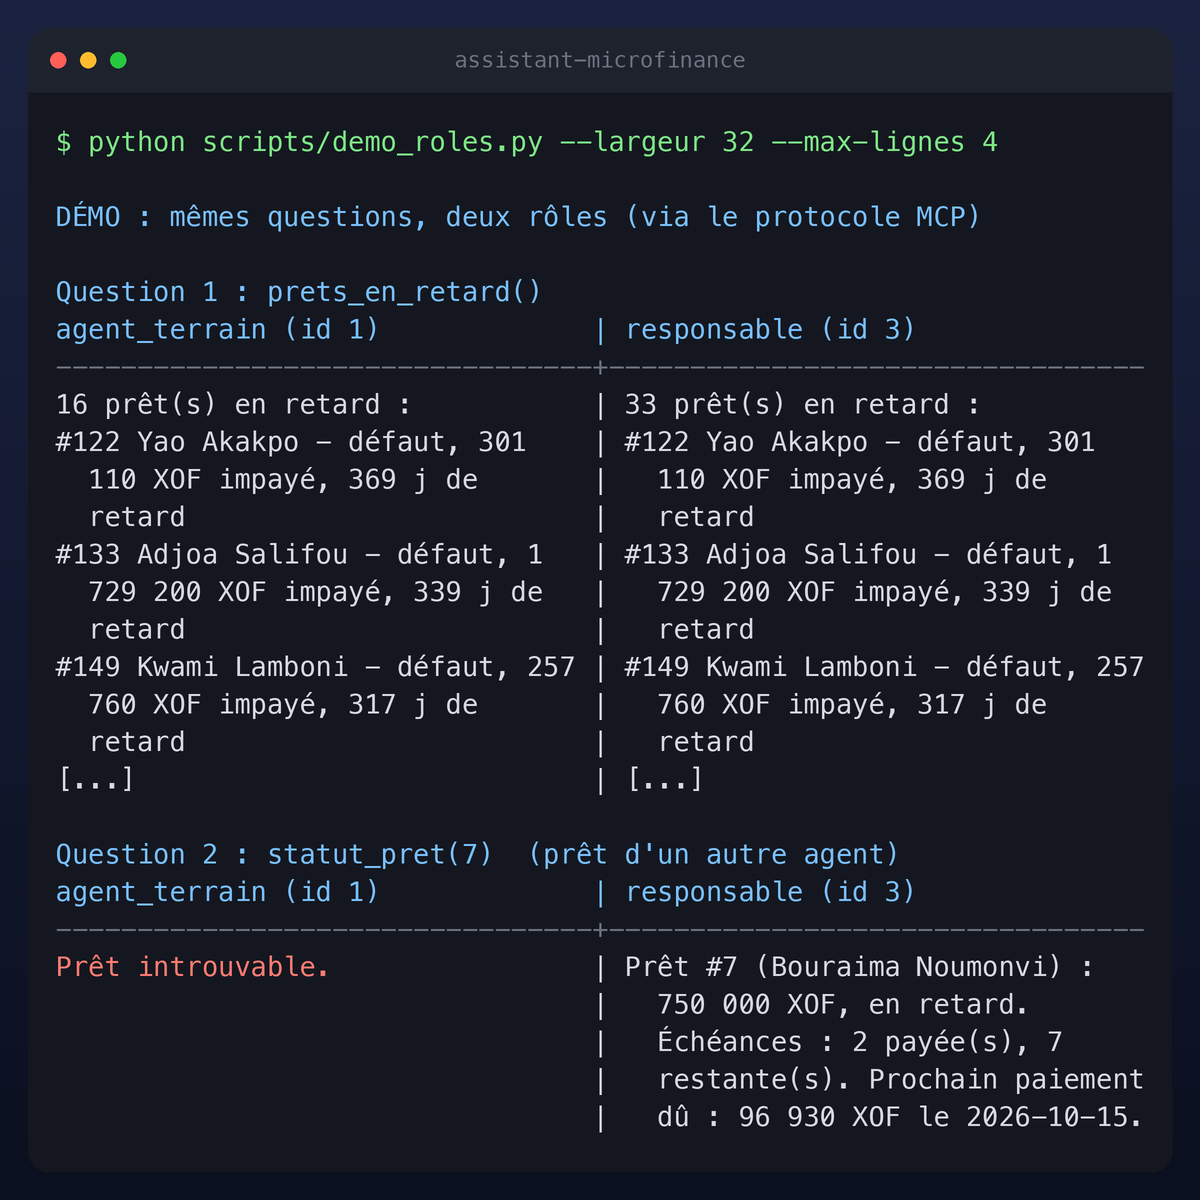 assistant-microfinance
$ python scripts/demo_roles.py --largeur 32 --max-lignes 4
DÉMO : mêmes questions, deux rôles (via le protocole MCP)
Question 1 : prets_en_retard()
agent_terrain (id 1) | responsable (id 3)
---------------------------------+---------------------------------
16 prêt(s) en retard : | 33 prêt(s) en retard :
#122 Yao Akakpo - défaut, 301 | #122 Yao Akakpo - défaut, 301
110 XOF impayé, 369 j de | 110 XOF impayé, 369 j de
retard | retard
#133 Adjoa Salifou - défaut, 1 | #133 Adjoa Salifou - défaut, 1
729 200 XOF impayé, 339 j de | 729 200 XOF impayé, 339 j de
retard | retard
#149 Kwami Lamboni - défaut, 257 | #149 Kwami Lamboni - défaut, 257
760 XOF impayé, 317 j de | 760 XOF impayé, 317 j de
retard | retard
[...] | [...]
Question 2 : statut_pret(7)  (prêt d'un autre agent)
agent_terrain (id 1) | responsable (id 3)
---------------------------------+---------------------------------
Prêt introuvable. | Prêt #7 (Bouraima Noumonvi) :
| 750 000 XOF, en retard.
| Échéances : 2 payée(s), 7
| restante(s). Prochain paiement
| dû : 96 930 XOF le 2026-10-15.